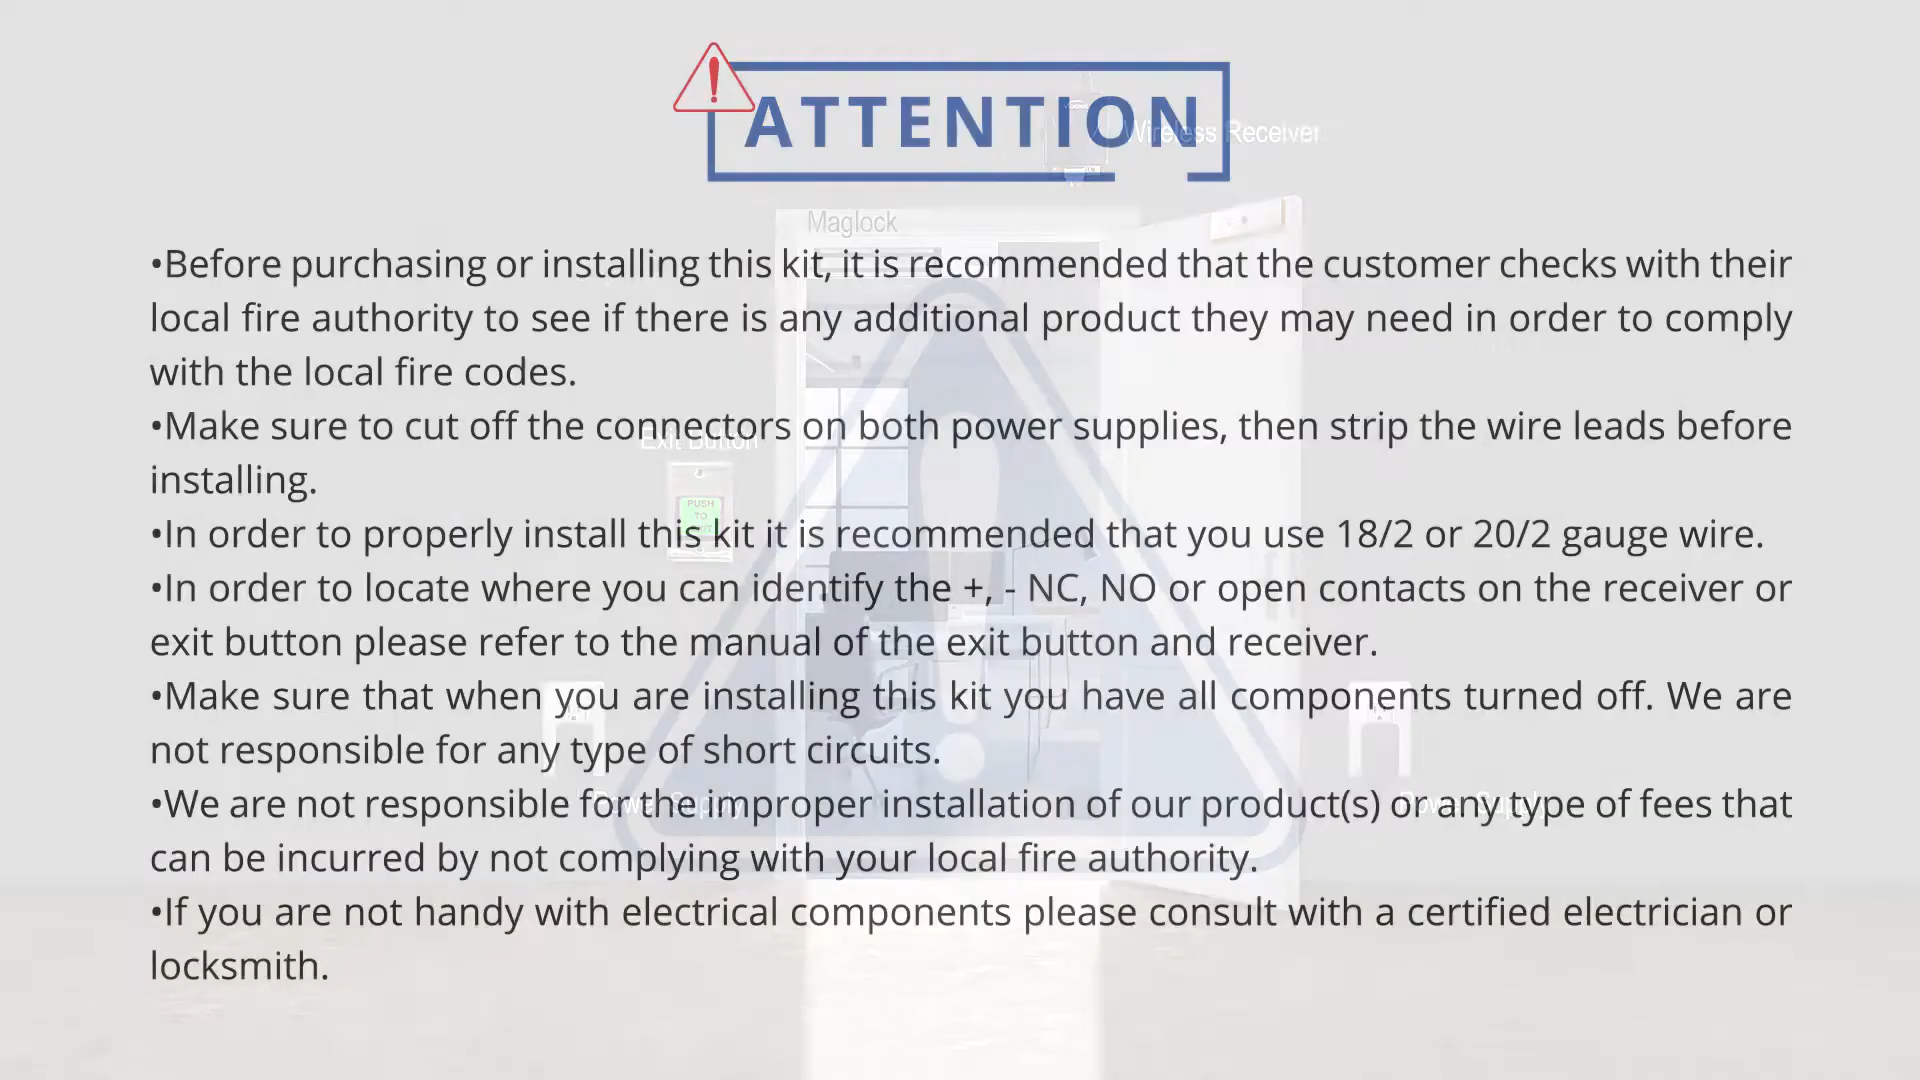 ATTENTION
Wireless Receiver
Maglock
•Before purchasing or installing this kit, it is recommended that the customer checks with their
local fire authority to see if there is any additional product they may need in order to comply
with the local fire codes.
•Make sure to cut off the connectors on both power supplies, then strip the wire leads before
Exit Button
installing.
PUSH
TO
•In order to properly install this kit it is recommended that you use 18/2 or 20/2 gauge wire.
•In order to locate where you can identify the +, - NC, NO or open contacts on the receiver or
exit button please refer to the manual of the exit button and receiver.
•Make sure that when you are installing this kit you have all components turned off. We are
not responsible for any type of short circuits.
•We are not responsible for the improper installation of our product(s) or any type of fees that
Power Supply
Power Supply
can be incurred by not complying with your local fire authority.
•If you are not handy with electrical components please consult with a certified electrician or
locksmith.